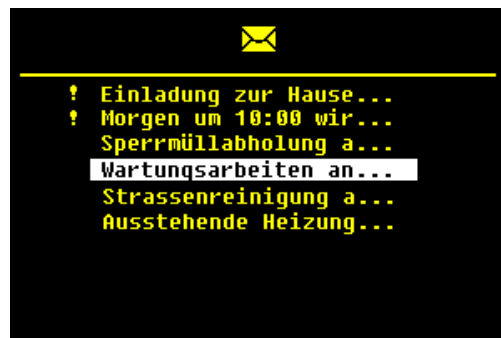 ! Einladung zur Hause...
! Morgen um 10:00 wir...
Sperrmüllabholung a...
Wartungsarbeiten an...
Strassenreinigung a...
Ausstehende Heizung...